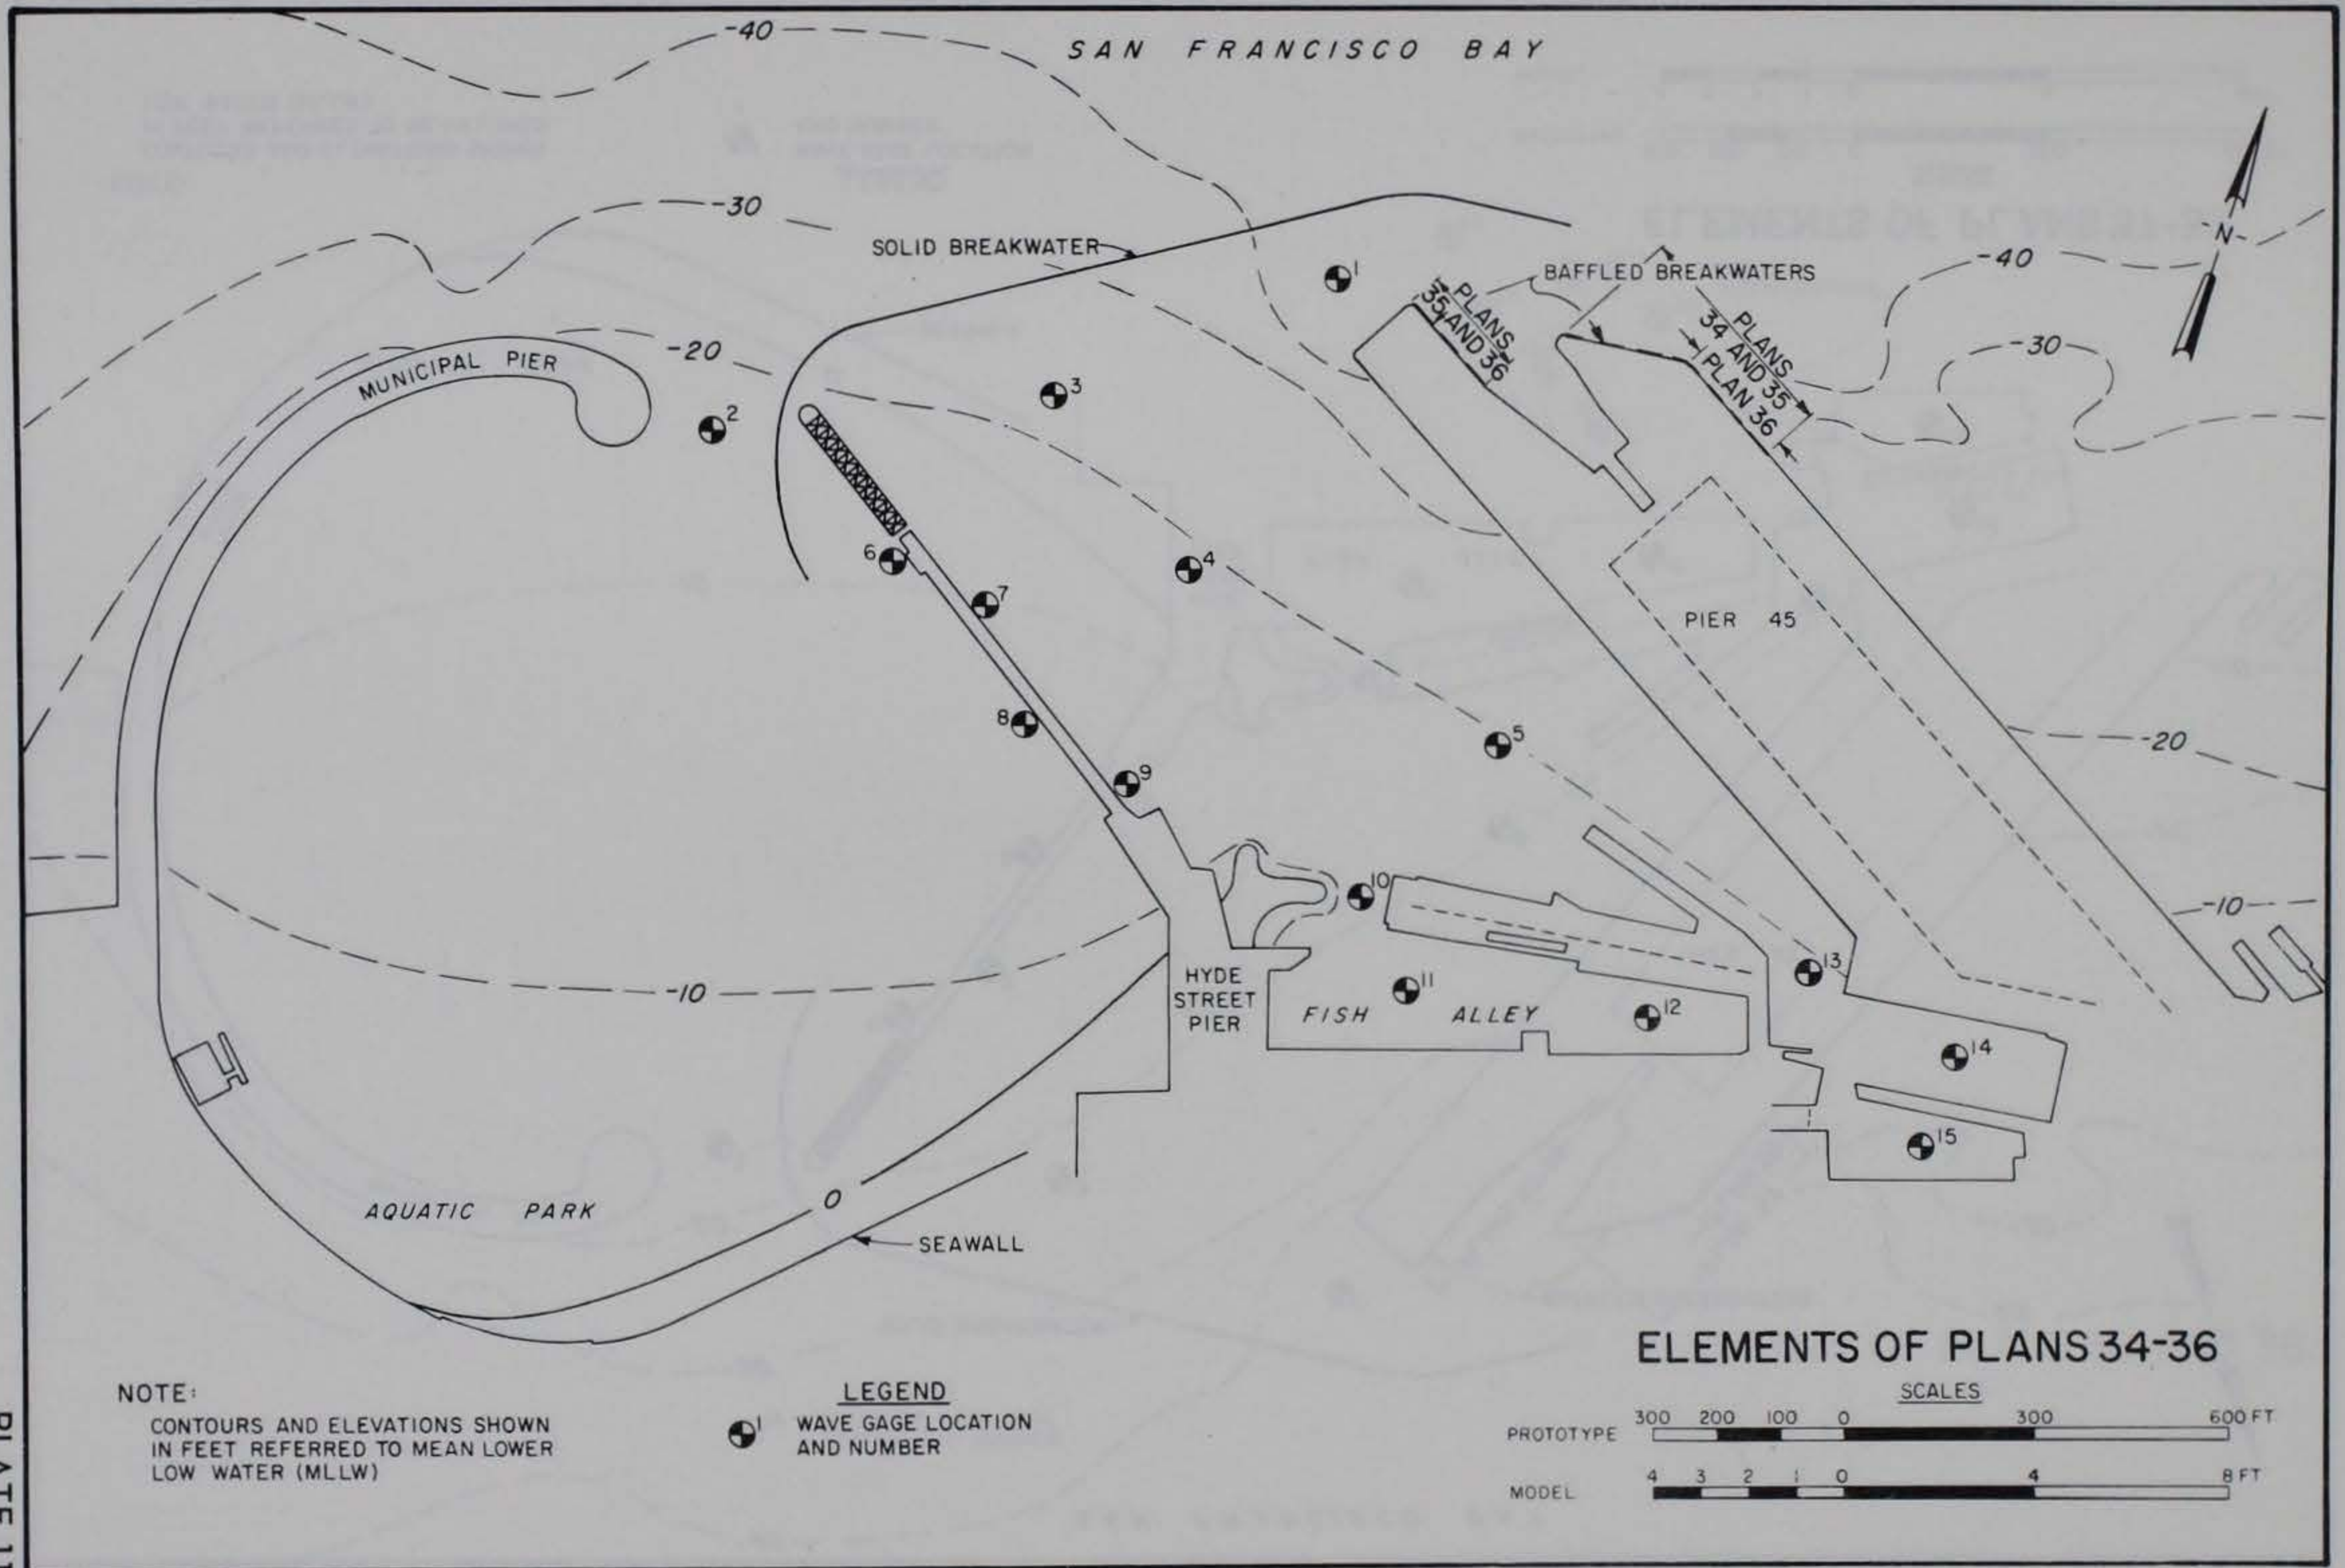 -40
SAN FRANCISCO BAY
-30
SOLID BREAKWATER
1
BAFFLED BREAKWATERS
-40
N
PLANS
35 AND 36
PLANS
34 AND 35
PLAN 36
-30
-20
MUNICIPAL PIER
2
3
6
7
4
PIER 45
8
5
-20
9
10
-10
-10
HYDE
STREET
PIER
11
FISH ALLEY
12
13
14
15
AQUATIC PARK
0
SEAWALL
ELEMENTS OF PLANS 34-36
NOTE:
CONTOURS AND ELEVATIONS SHOWN
IN FEET REFERRED TO MEAN LOWER
LOW WATER (MLLW)
LEGEND
1 WAVE GAGE LOCATION
AND NUMBER
SCALES
300 200 100 0 300 600 FT
PROTOTYPE
4 3 2 1 0 4 8 FT
MODEL